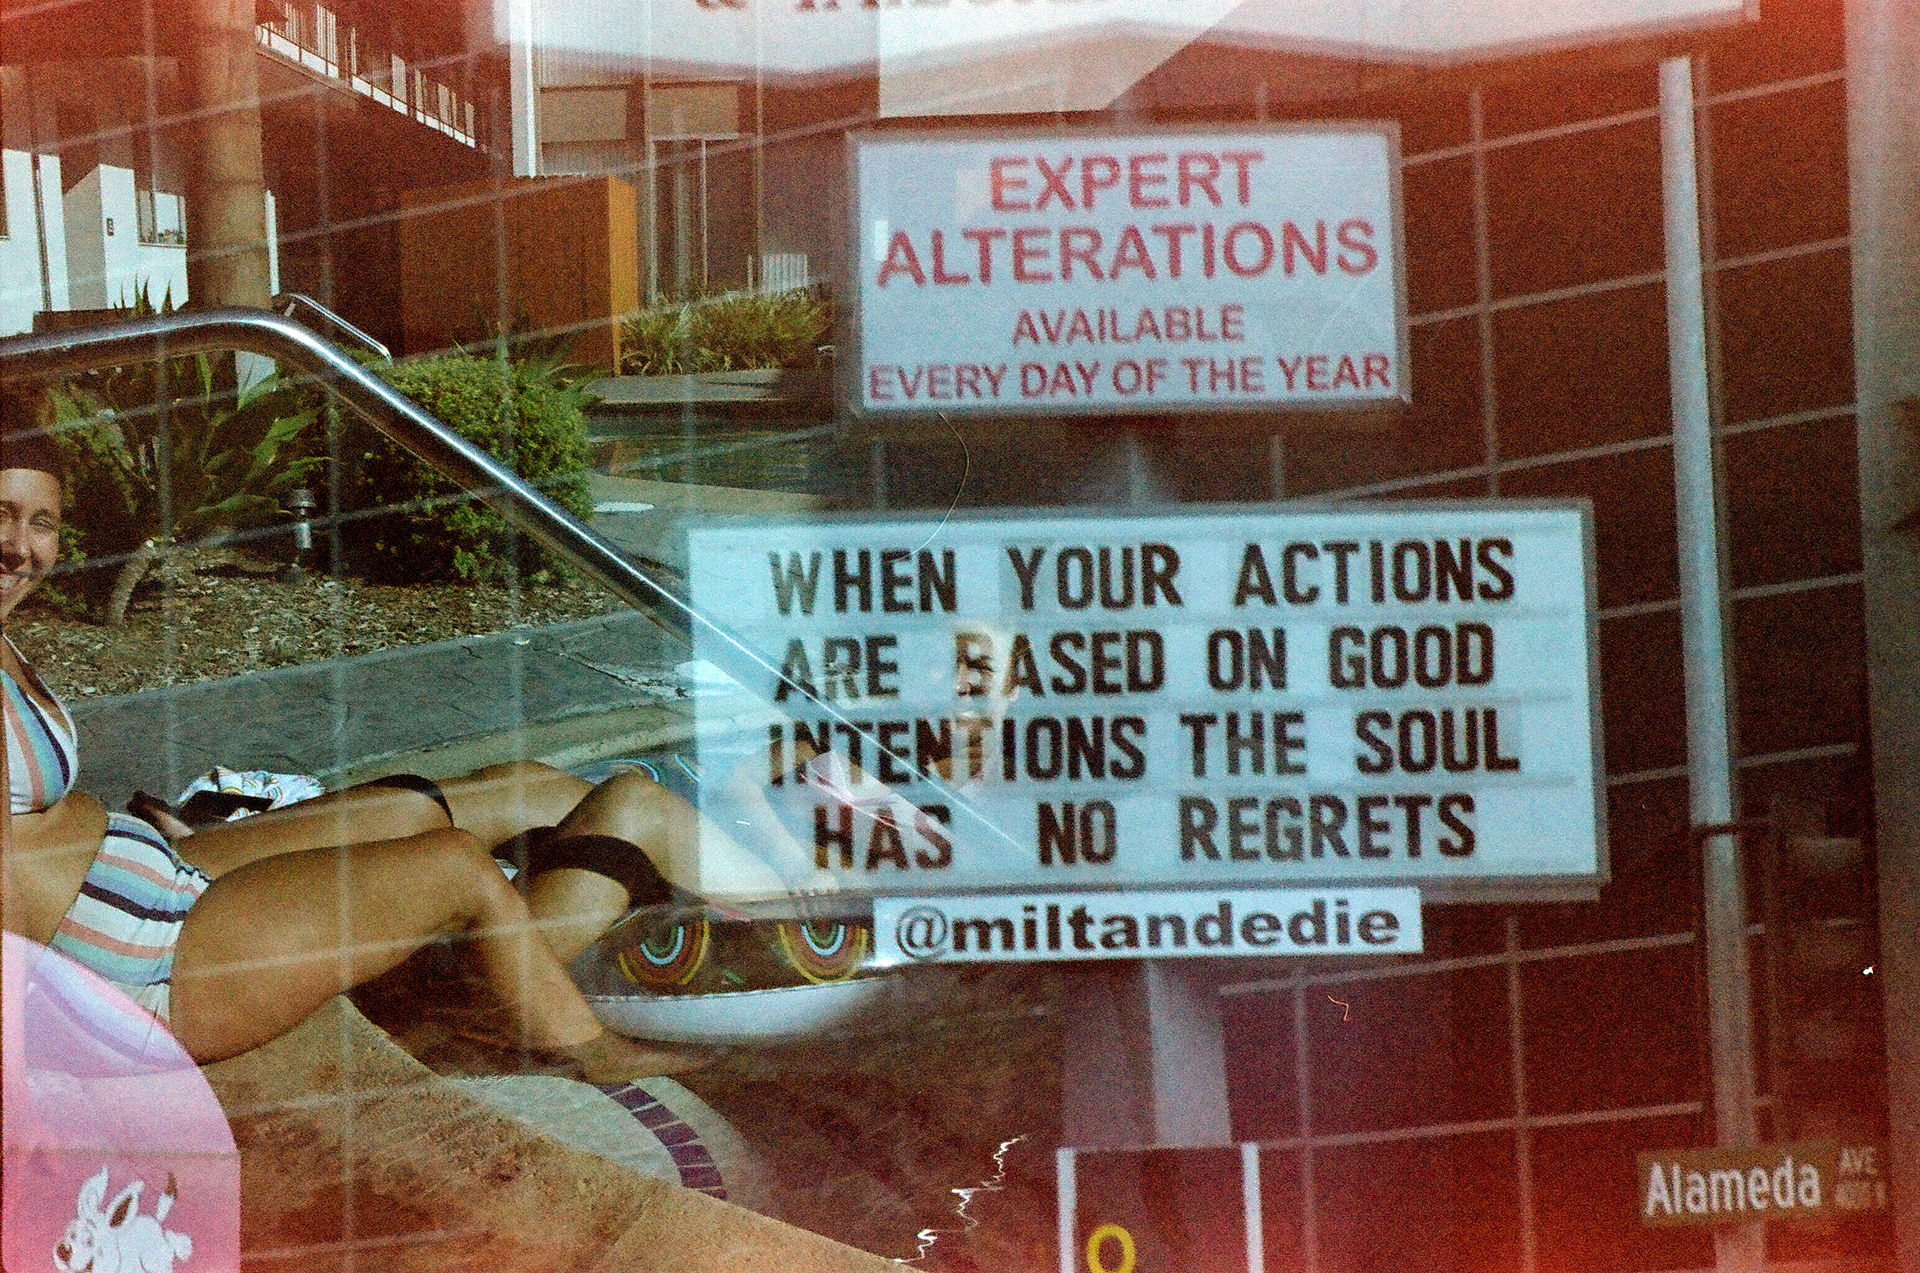 EXPERT
ALTERATIONS
AVAILABLE
EVERY DAY OF THE YEAR
WHEN YOUR ACTIONS
ARE BASED ON GOOD
INTENTIONS THE SOUL
HAS NO REGRETS
@miltandedie
Alameda AVE